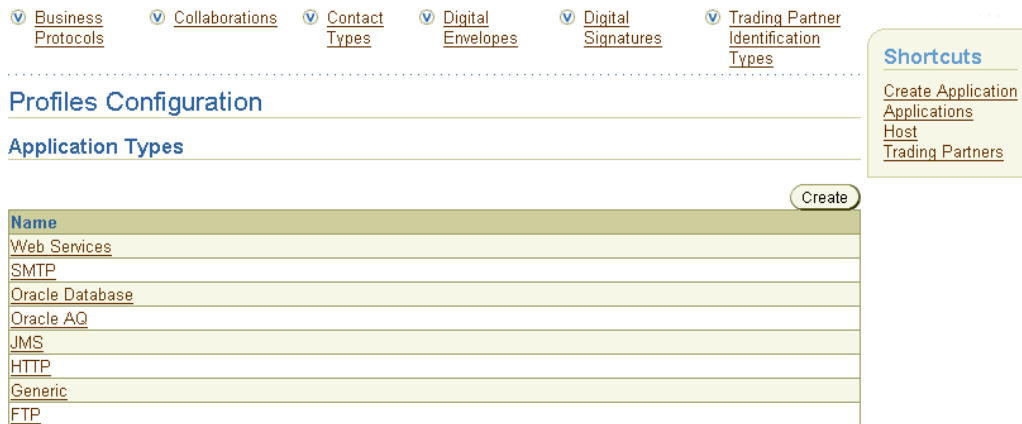 Business Protocols
Collaborations
Contact Types
Digital Envelopes
Digital Signatures
Trading Partner Identification Types
Profiles Configuration
Application Types
Create
Name
Web Services
SMTP
Oracle Database
Oracle AQ
JMS
HTTP
Generic
FTP
Shortcuts
Create Application
Applications
Host
Trading Partners